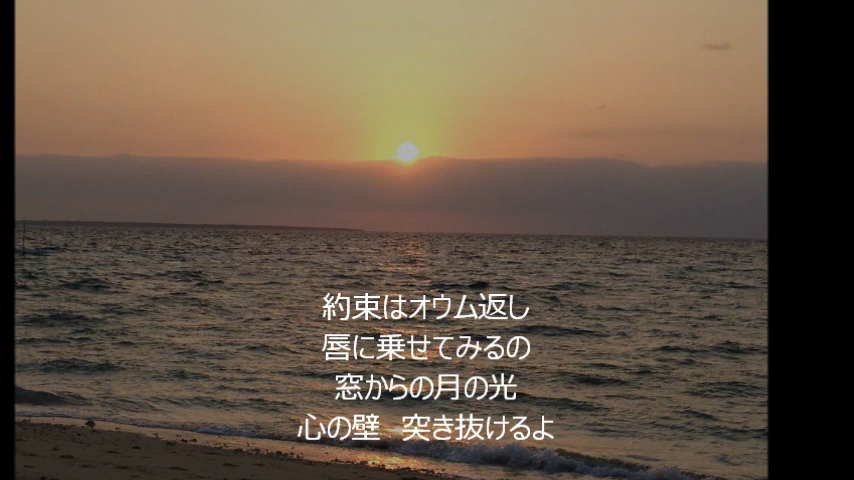 約束はオウム返し
唇に乗せてみるの
窓からの月の光
心の壁　突き抜けるよ